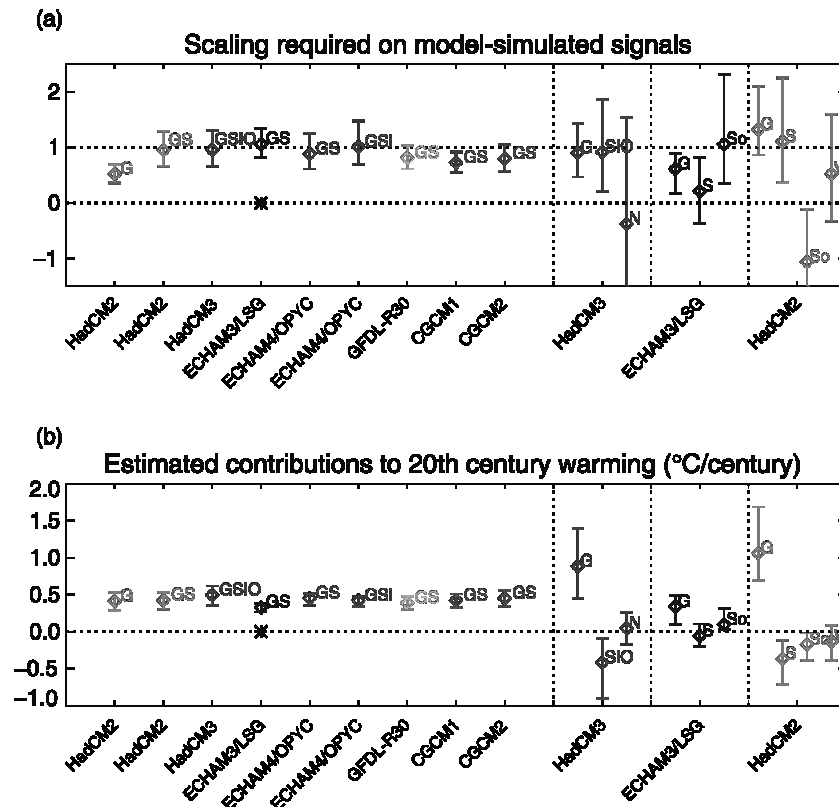 (a)
Scaling required on model-simulated signals
2
1
0
−1
G
GS
GSIO
GS
GS
GSI
GS
GS
GS
G
SIO
N
G
S
So
G
S
So
HadCM2
HadCM2
HadCM3
ECHAM3/LSG
ECHAM4/OPYC
ECHAM4/OPYC
GFDL-R30
CGCM1
CGCM2
HadCM3
ECHAM3/LSG
HadCM2
(b)
Estimated contributions to 20th century warming (°C/century)
2.0
1.5
1.0
0.5
0.0
−0.5
−1.0
G
GS
GSIO
GS
GS
GSI
GS
GS
GS
G
SIO
N
G
S
So
G
S
So
HadCM2
HadCM2
HadCM3
ECHAM3/LSG
ECHAM4/OPYC
ECHAM4/OPYC
GFDL-R30
CGCM1
CGCM2
HadCM3
ECHAM3/LSG
HadCM2